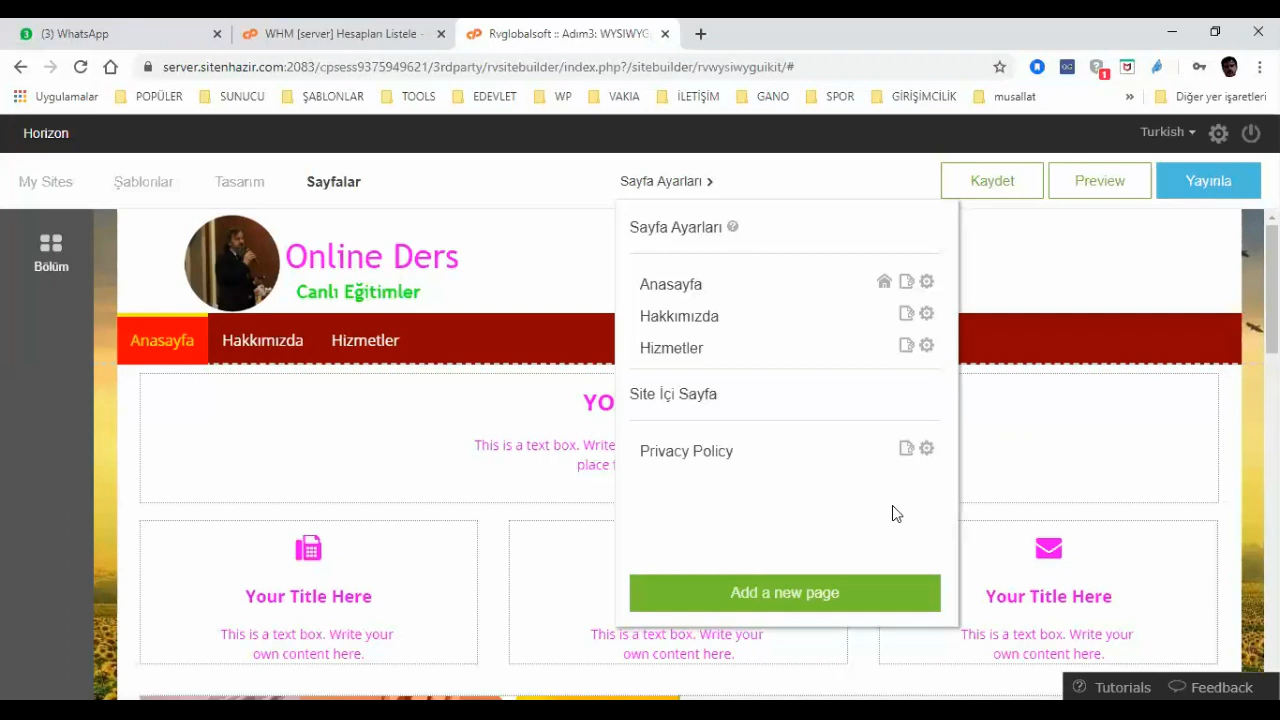 (3) WhatsApp
WHM [server] Hesapları Listele -
Rvglobalsoft :: Adım3: WYSIWYG
server.sitenhazir.com:2083/cpsess9375949621/3rdparty/rvsitebuilder/index.php?/sitebuilder/rvwysiwyguikit/#
Uygulamalar POPÜLER SUNUCU ŞABLONLAR TOOLS EDEVLET WP VAKIA İLETİŞİM GANO SPOR GİRİŞİMCİLİK musallat » Diğer yer işaretleri
Horizon
Turkish
My Sites Şablonlar Tasarım Sayfalar
Sayfa Ayarları
Kaydet Preview Yayınla
Bölüm
Online Ders
Canlı Eğitimler
Anasayfa Hakkımızda Hizmetler
Sayfa Ayarları
Anasayfa
Hakkımızda
Hizmetler
Site İçi Sayfa
Privacy Policy
Add a new page
YO
This is a text box. Write
place f
Your Title Here
This is a text box. Write your
own content here.
This is a text box. Write your
own content here.
Your Title Here
This is a text box. Write your
own content here.
Tutorials Feedback